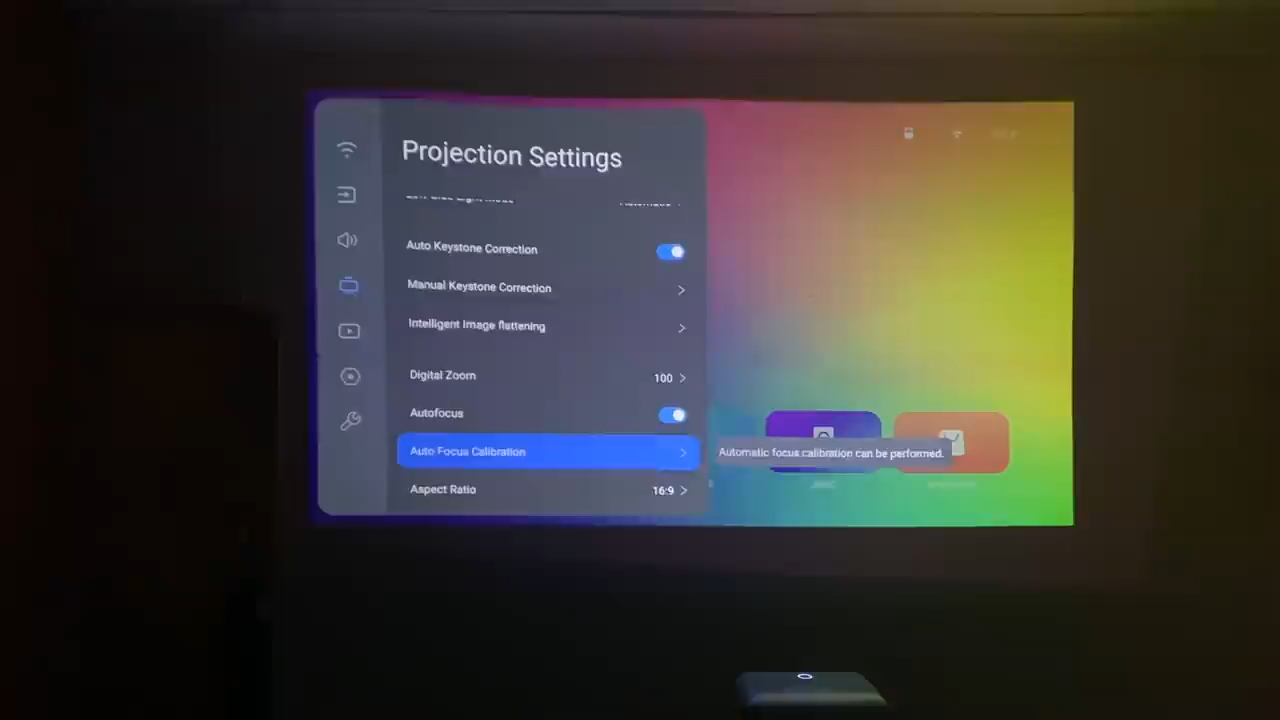 Projection Settings
Auto Keystone Correction
Manual Keystone Correction
Intelligent Image flattening
Digital Zoom 100
Autofocus
Auto Focus Calibration
Automatic focus calibration can be performed.
Aspect Ratio 16:9